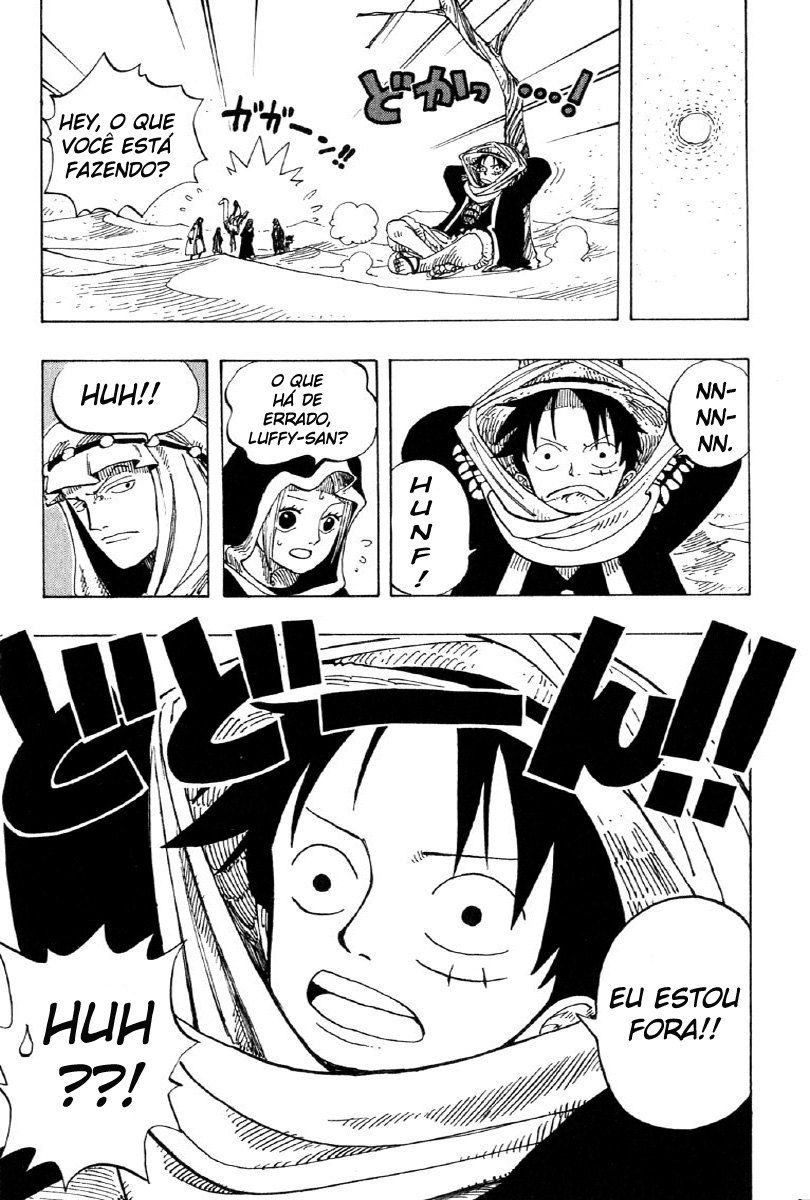 どかっ…!
ガガーン!!
HEY, O QUE
VOCÊ ESTÁ
FAZENDO?
NN-
NN-
NN.
HUNF!
O QUE
HÁ DE
ERRADO,
LUFFY-SAN?
HUH!!
どどーん!!
EU ESTOU
FORA!!
HUH
??!